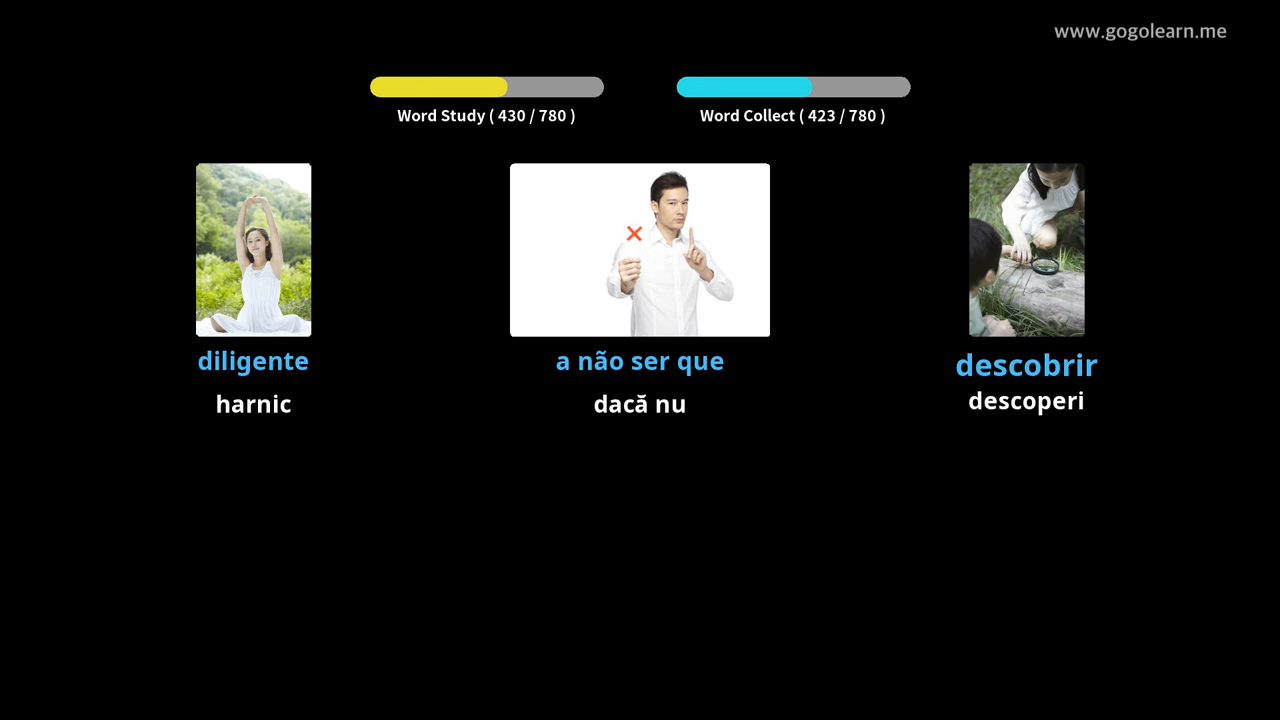 www.gogolearn.me
Word Study ( 430 / 780 )
Word Collect ( 423 / 780 )
diligente
harnic
a não ser que
dacă nu
descobrir
descoperi